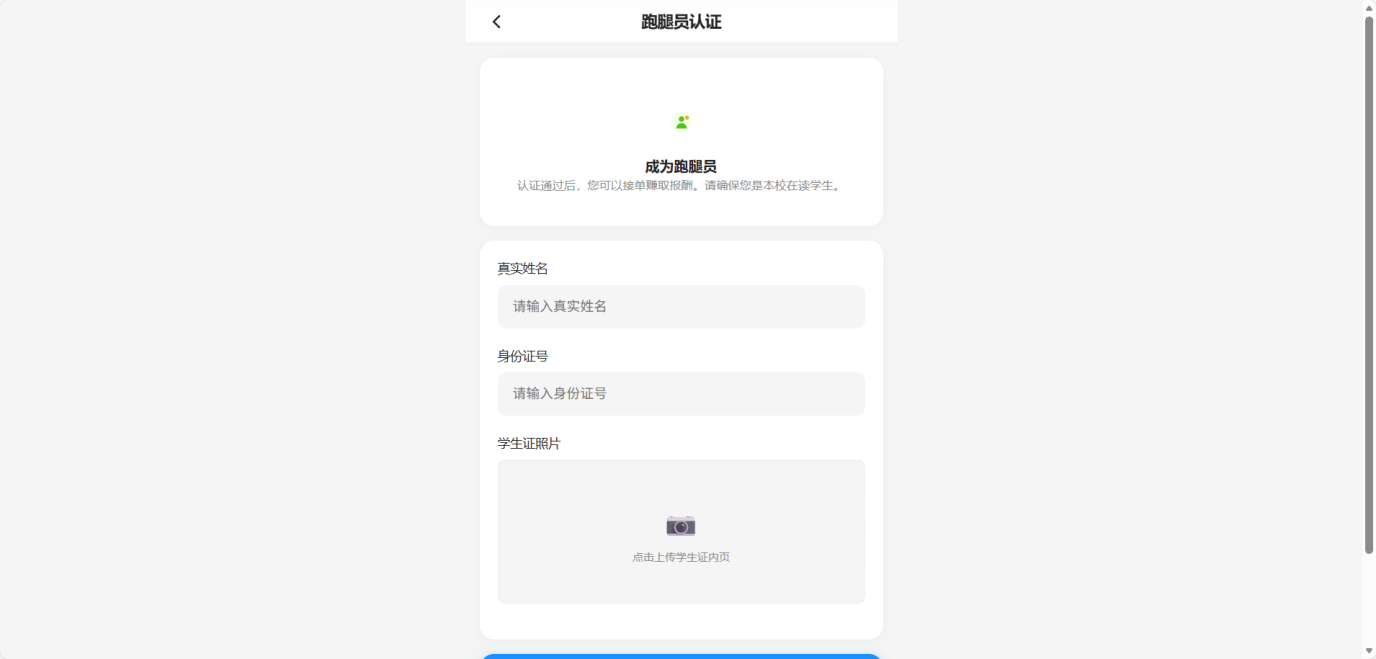 跑腿员认证
成为跑腿员
认证通过后，您可以接单赚取报酬。请确保您是本校在读学生。
真实姓名
请输入真实姓名
身份证号
请输入身份证号
学生证照片
点击上传学生证内页